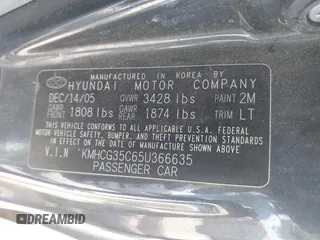 MANUFACTURED IN KOREA BY
HYUNDAI MOTOR COMPANY
DEC/14/05 GVWR 3428 lbs PAINT 2M
GAWR FRONT 1808 lbs GAWR REAR 1874 lbs TRIM LT
THIS VEHICLE CONFORMS TO ALL APPLICABLE U.S. FEDERAL
MOTOR VEHICLE SAFETY, BUMPER, AND THEFT PREVENTION
STANDARDS IN EFFECT ON THE DATE OF MANUFACTURE SHOWN ABOVE.
V.I.N KMHCG35C65U366635
PASSENGER CAR
DREAMBID